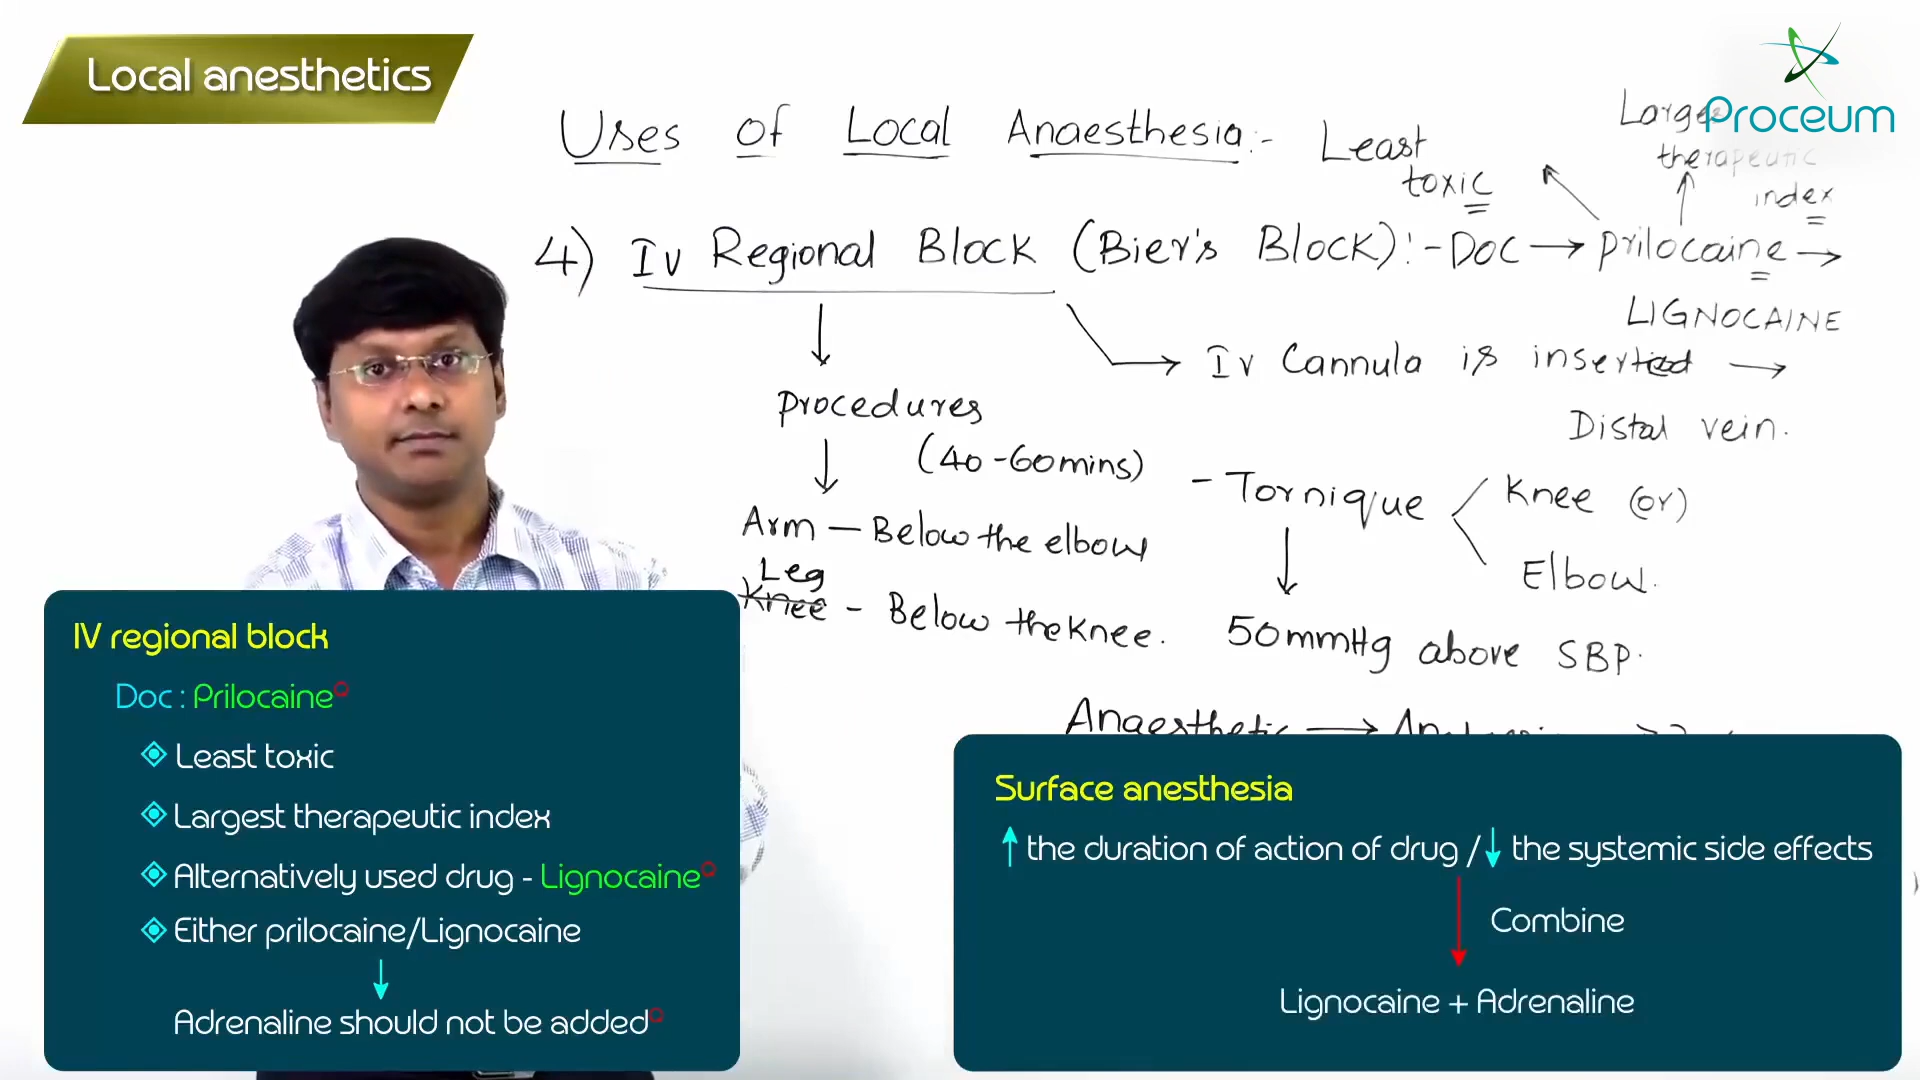 Local anesthetics
Proceum
Uses of Local Anaesthesia:-
Least
toxic
Large
therapeutic
index
4) IV Regional Block (Bier's Block):- DOC → prilocaine →
LIGNOCAINE
IV Cannula is inserted →
Distal vein.
Procedures
(40-60mins)
Arm - Below the elbow
Leg
Knee - Below the knee.
- Tornique
Knee (or)
Elbow.
50mmHg above SBP.
Anaesthetic →
IV regional block
Doc : Prilocaine
Least toxic
Largest therapeutic index
Alternatively used drug - Lignocaine
Either prilocaine/Lignocaine
↓
Adrenaline should not be added
Surface anesthesia
↑ the duration of action of drug /↓ the systemic side effects
Combine
Lignocaine + Adrenaline